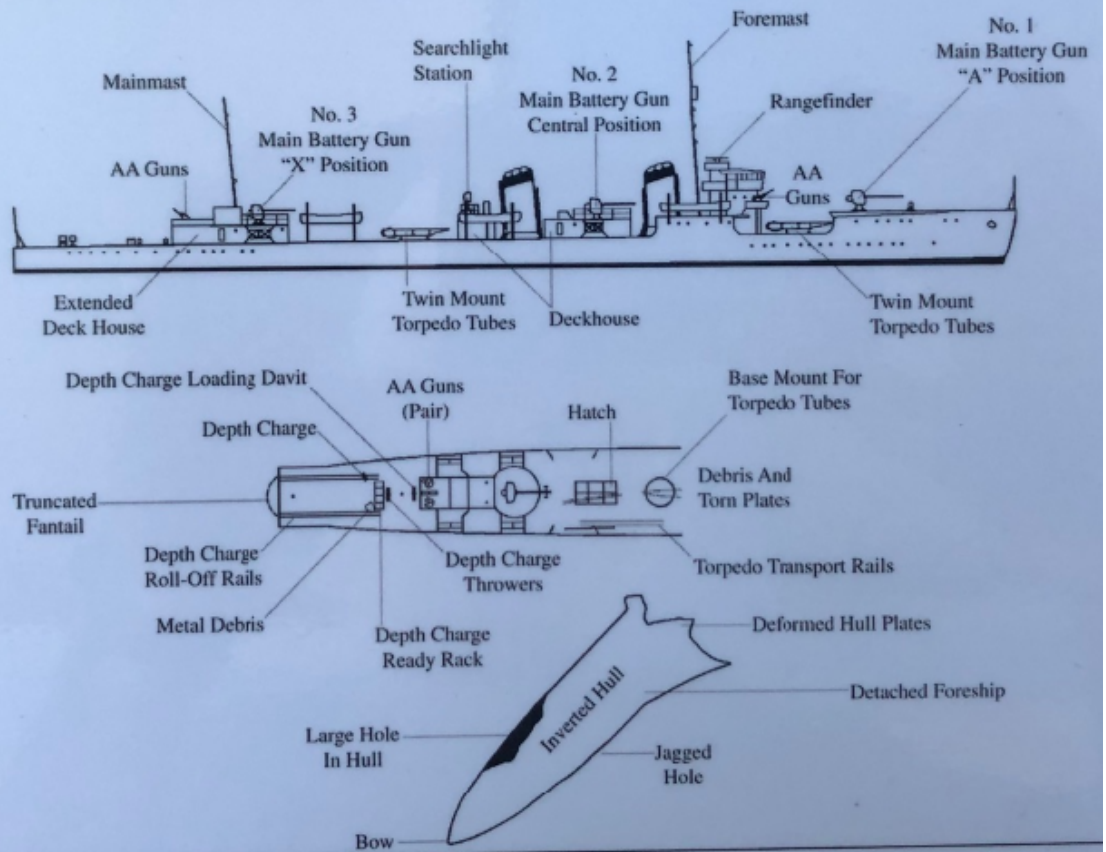 Foremast
No. 1
Main Battery Gun
“A” Position
Searchlight
Station
No. 2
Main Battery Gun
Central Position
Mainmast
No. 3
Main Battery Gun
“X” Position
Rangefinder
AA Guns
AA
Guns
Extended
Deck House
Twin Mount
Torpedo Tubes
Deckhouse
Twin Mount
Torpedo Tubes
Depth Charge Loading Davit
AA Guns
(Pair)
Hatch
Base Mount For
Torpedo Tubes
Depth Charge
Truncated
Fantail
Debris And
Torn Plates
Depth Charge
Roll-Off Rails
Depth Charge
Throwers
Torpedo Transport Rails
Metal Debris
Depth Charge
Ready Rack
Deformed Hull Plates
Inverted Hull
Detached Foreship
Large Hole
In Hull
Jagged
Hole
Bow